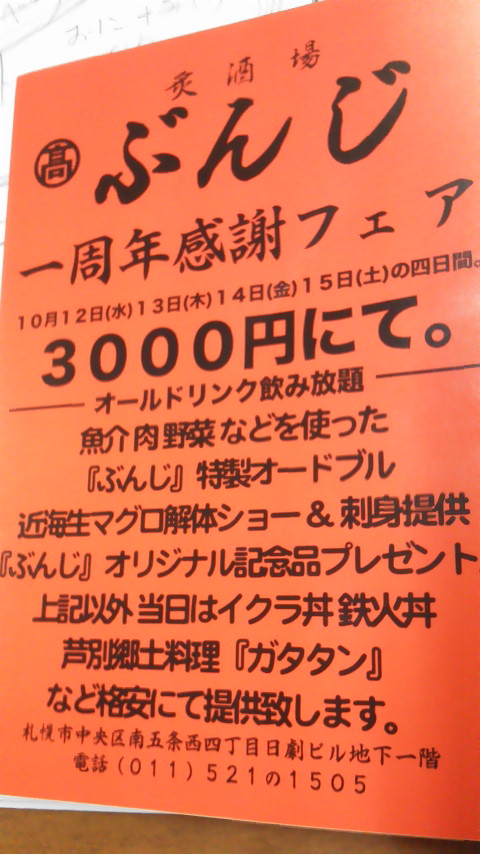 炙酒場
髙 ぶんじ
一周年感謝フェア
10月12日(水)13日(木)14日(金)15日(土)の四日間。
3000円にて。
オールドリンク飲み放題
魚介 肉 野菜 などを使った
『ぶんじ』特製オードブル
近海生マグロ解体ショー & 刺身提供
『ぶんじ』オリジナル記念品プレゼント
上記以外 当日はイクラ丼 鉄火丼
芦別郷土料理『ガタタン』
など格安にて提供致します。
札幌市中央区南五条西四丁目日劇ビル地下一階
電話(011)521の1505